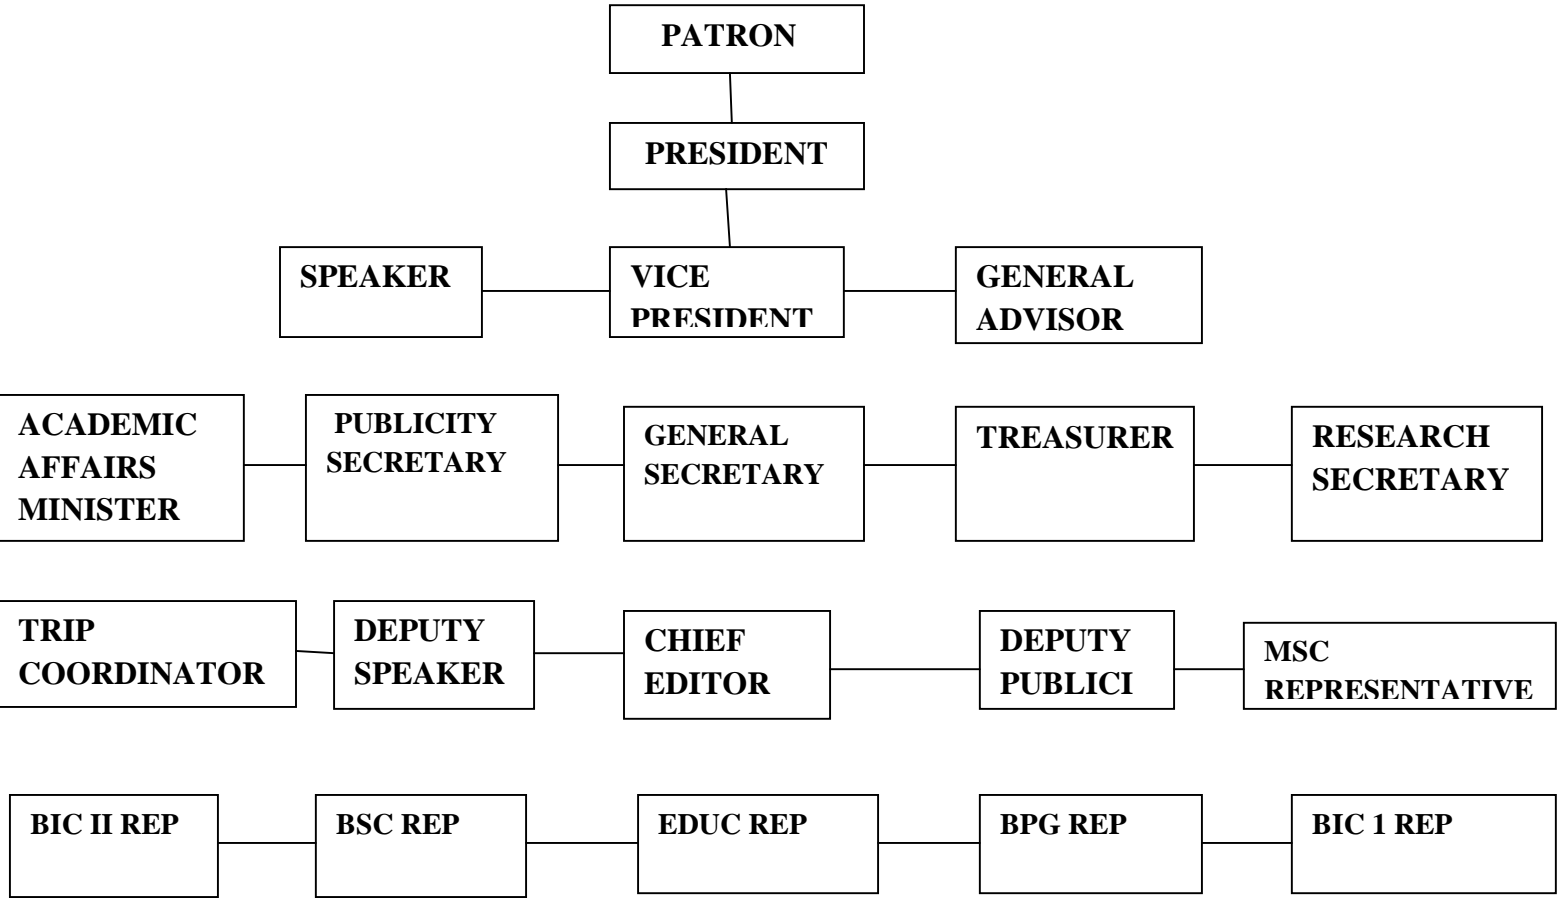 PATRON
PRESIDENT
SPEAKER
VICE
PRESIDENT
GENERAL
ADVISOR
ACADEMIC
AFFAIRS
MINISTER
PUBLICITY
SECRETARY
GENERAL
SECRETARY
TREASURER
RESEARCH
SECRETARY
TRIP
COORDINATOR
DEPUTY
SPEAKER
CHIEF
EDITOR
DEPUTY
PUBLICI
MSC
REPRESENTATIVE
BIC II REP
BSC REP
EDUC REP
BPG REP
BIC 1 REP